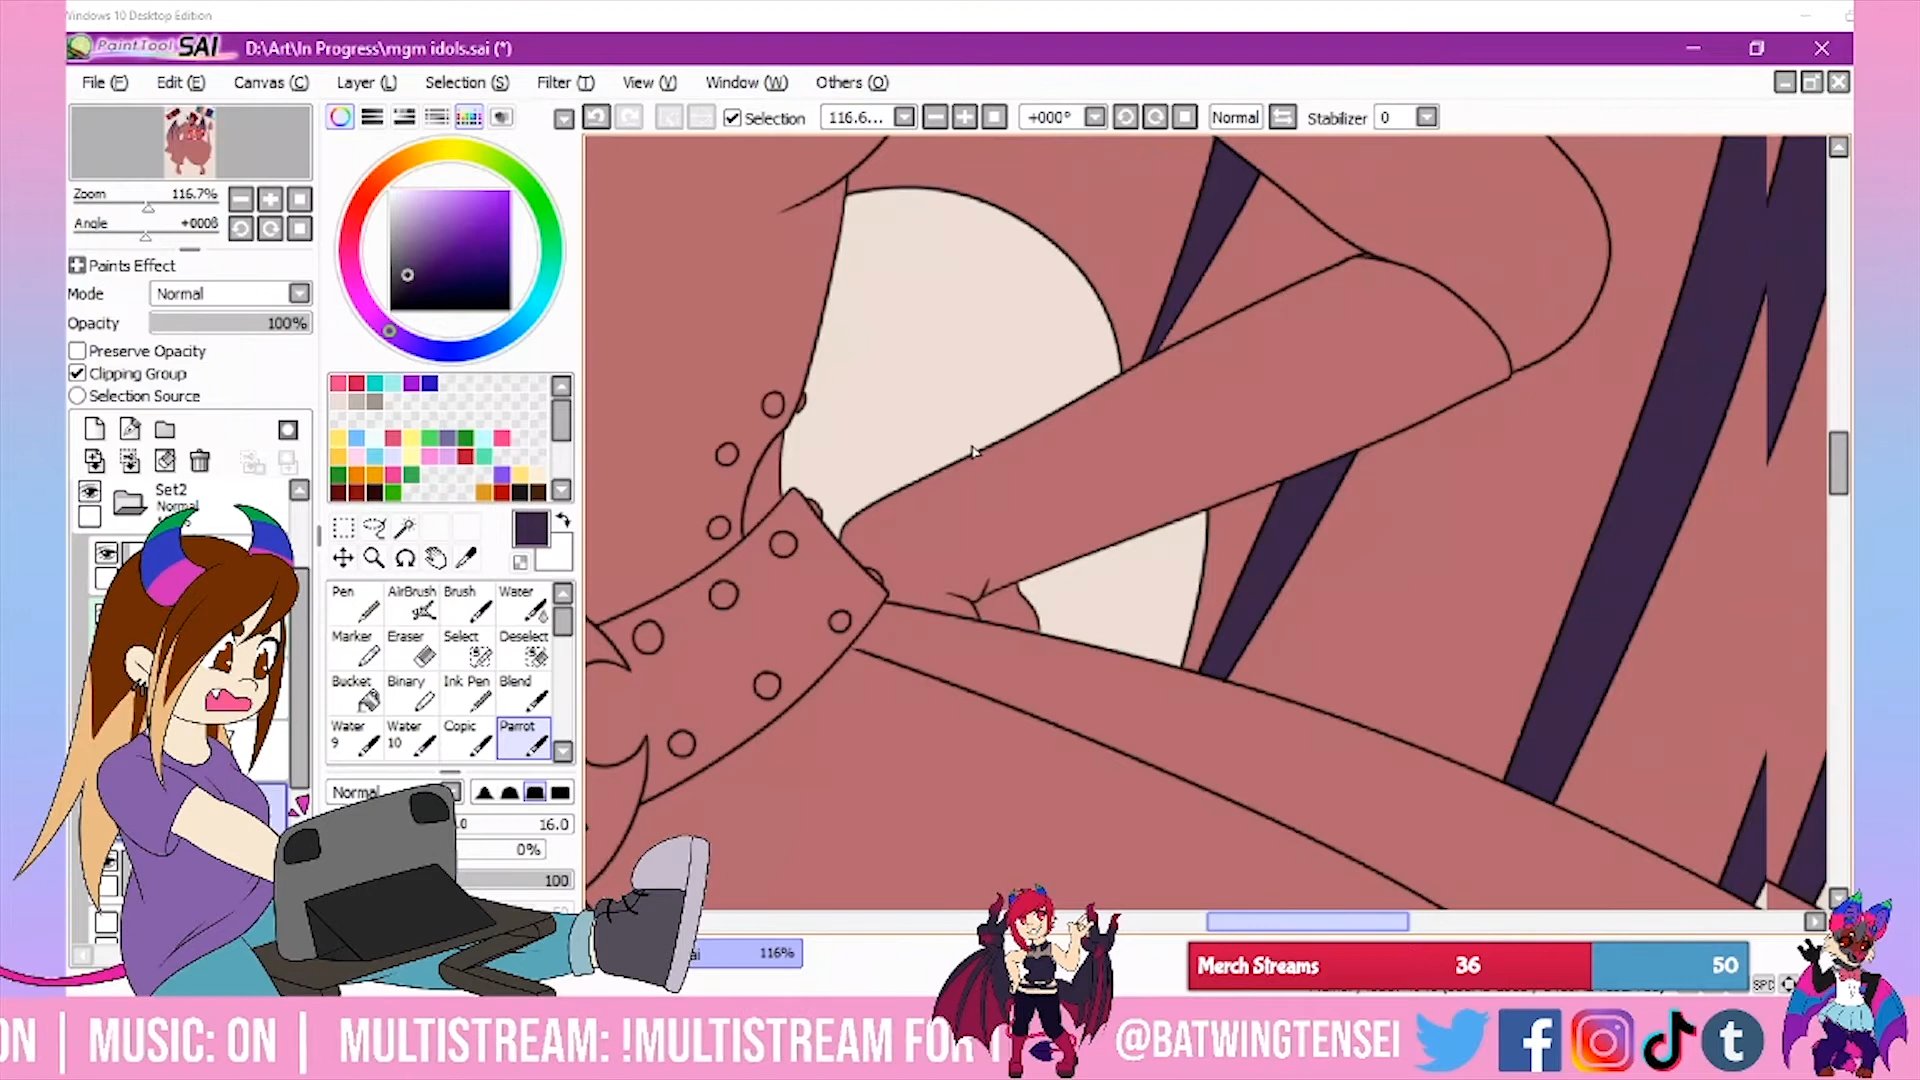 Windows 10 Desktop Edition
PaintTool SAI D:\Art\In Progress\mgm idols.sai (*)
File (F) Edit (E) Canvas (C) Layer (L) Selection (S) Filter (T) View (V) Window (W) Others (O)
Selection 116.6... +000° Normal Stabilizer 0
Zoom 116.7%
Angle
Paints Effect
Mode Normal
Opacity 100%
Preserve Opacity
Clipping Group
Selection Source
Set2
Normal
Pen AirBrush Brush Water
Marker Eraser Select Deselect
Bucket Binary Ink Pen Blend
Water 9 Water 10 Copic Parrot
Normal
16.0
0%
100
116%
Merch Streams 36 50
SPC
ON | MUSIC: ON | MULTISTREAM: !MULTISTREAM FOR @BATWINGTENSEI